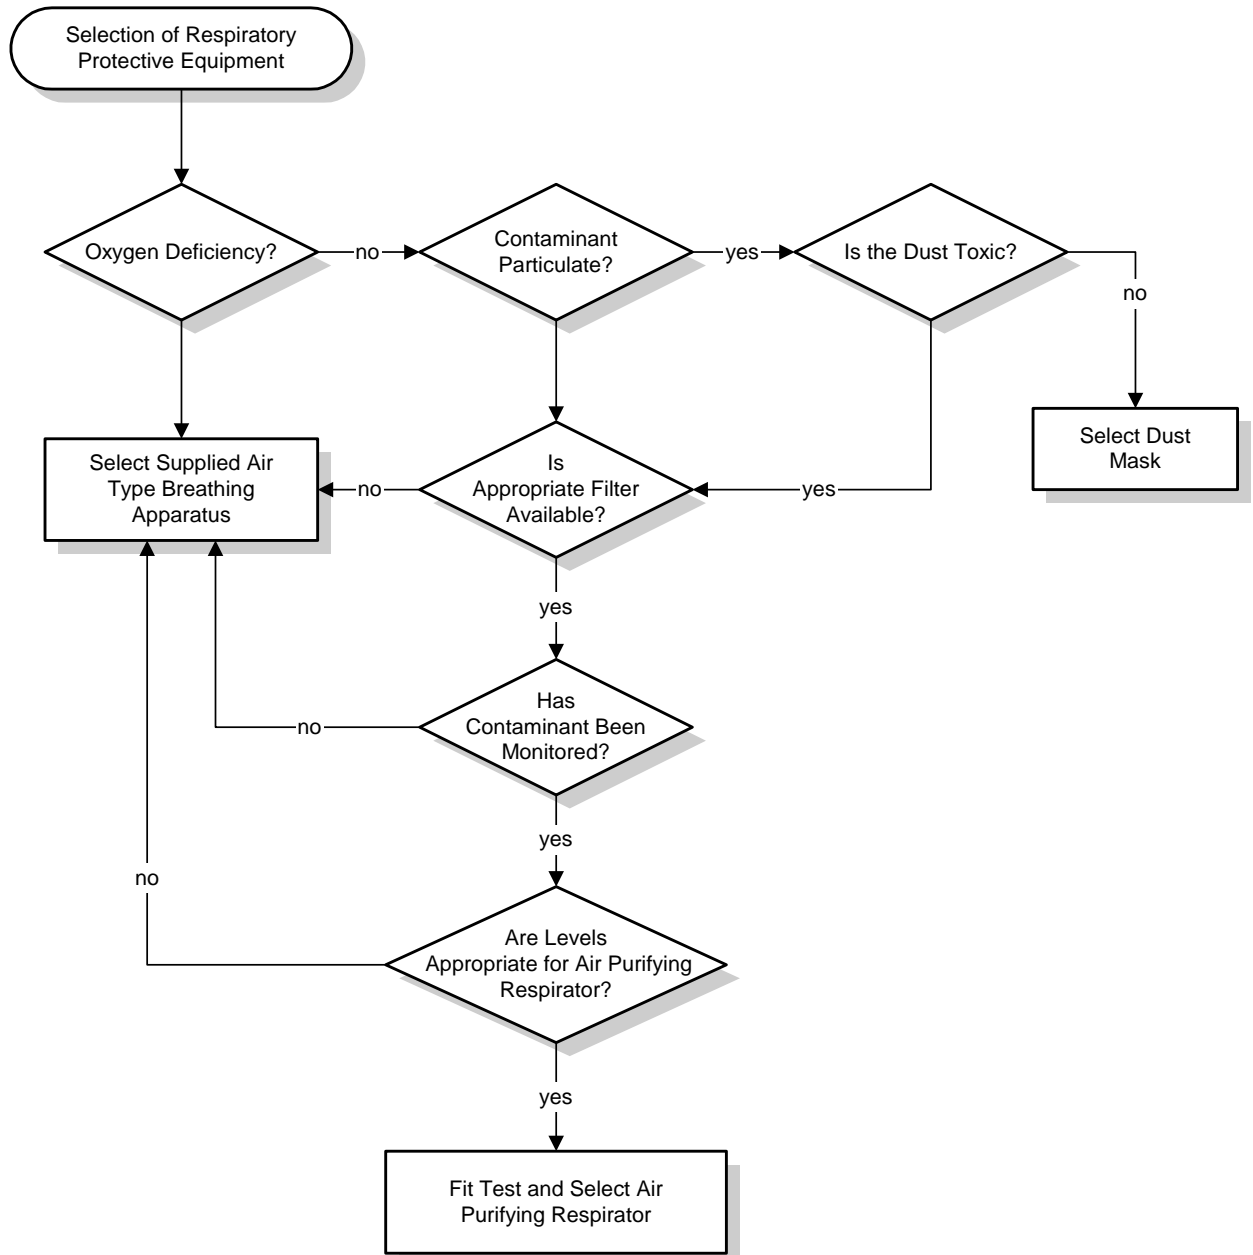 Selection of Respiratory
Protective Equipment
Oxygen Deficiency?
no
Contaminant
Particulate?
yes
Is the Dust Toxic?
no
Select Dust
Mask
Select Supplied Air
Type Breathing
Apparatus
no
Is
Appropriate Filter
Available?
yes
yes
Has
Contaminant Been
Monitored?
no
yes
no
Are Levels
Appropriate for Air Purifying
Respirator?
yes
Fit Test and Select Air
Purifying Respirator